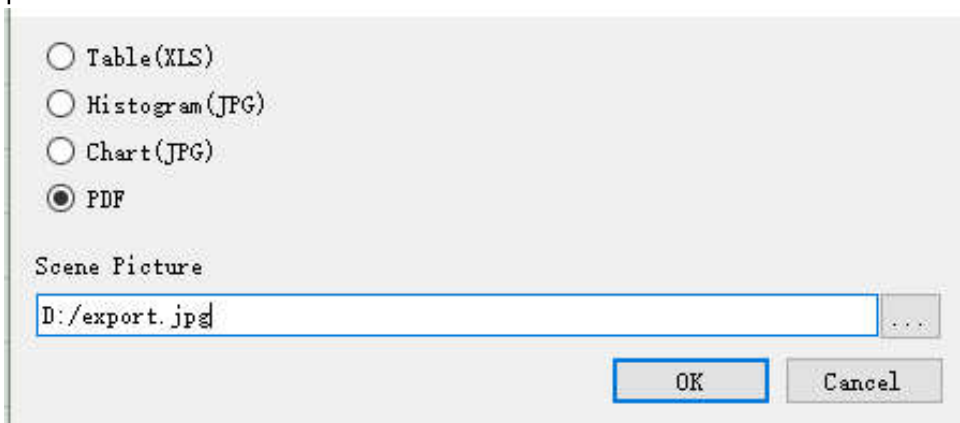 Table(XLS)
Histogram(JPG)
Chart(JPG)
PDF
Scene Picture
D:/export.jpg
...
OK Cancel